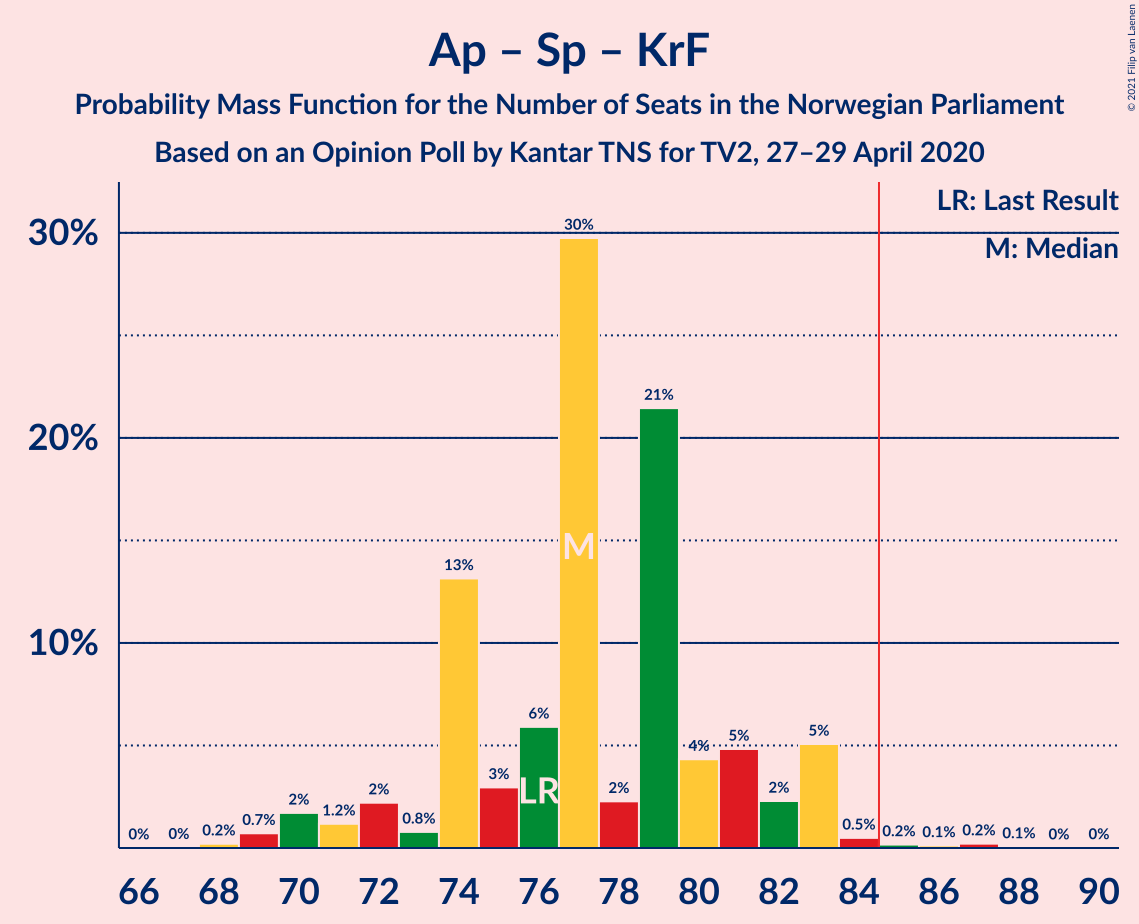 Ap – Sp – KrF
Probability Mass Function for the Number of Seats in the Norwegian Parliament
Based on an Opinion Poll by Kantar TNS for TV2, 27–29 April 2020
© 2021 Filip van Laenen
LR: Last Result
M: Median
30%
20%
10%
0% 0% 0.2% 0.7% 2% 1.2% 2% 0.8% 13% 3% 6% 30% 2% 21% 4% 5% 2% 5% 0.5% 0.2% 0.1% 0.2% 0.1% 0% 0%
M
LR
66 68 70 72 74 76 78 80 82 84 86 88 90